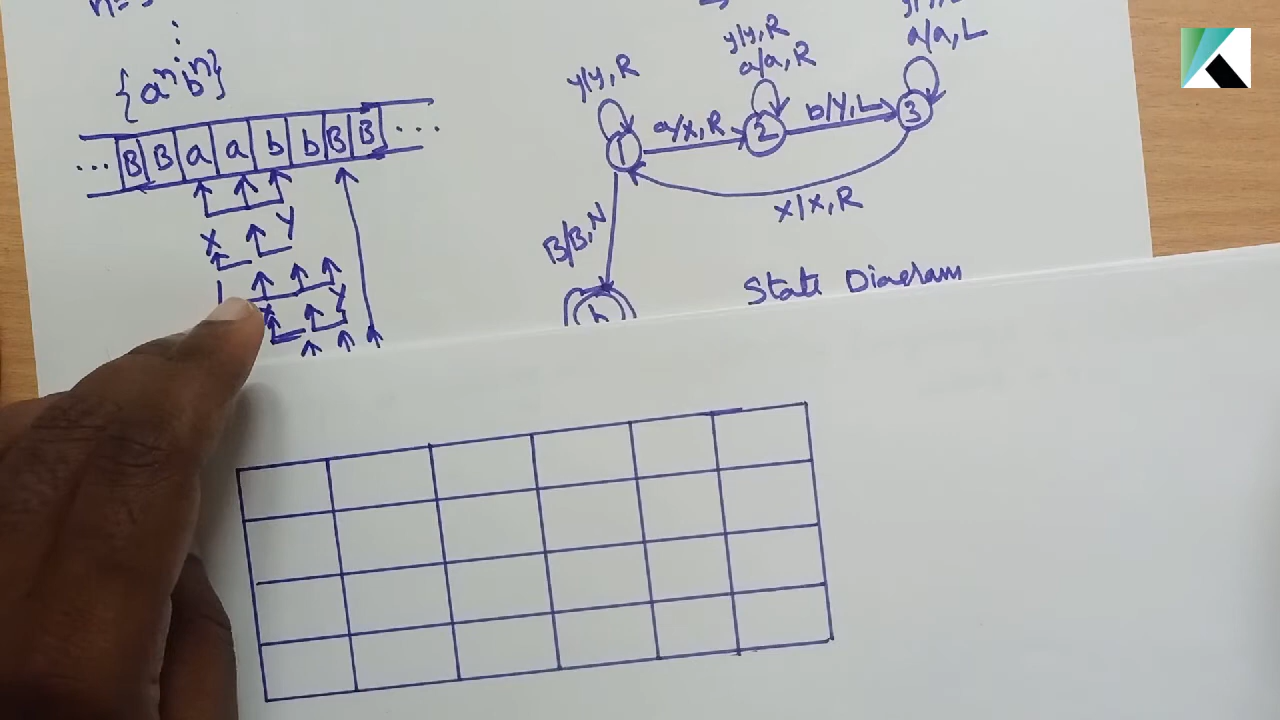 {aⁿbⁿ}
... B B a a b b B B ...
X Y
X Y
y/y, R
a/x, R
y/y, R
a/a, R
b/y, L
a/a, L
1 2 3
x/x, R
B/B, N
h
State Diagram